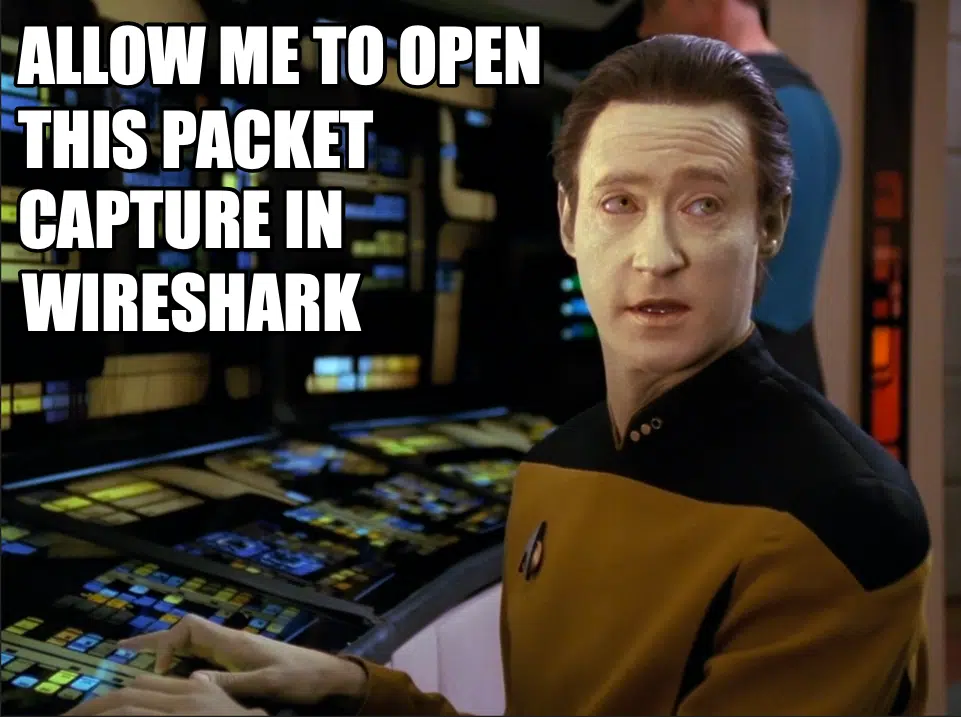 ALLOW ME TO OPEN
THIS PACKET
CAPTURE IN
WIRESHARK